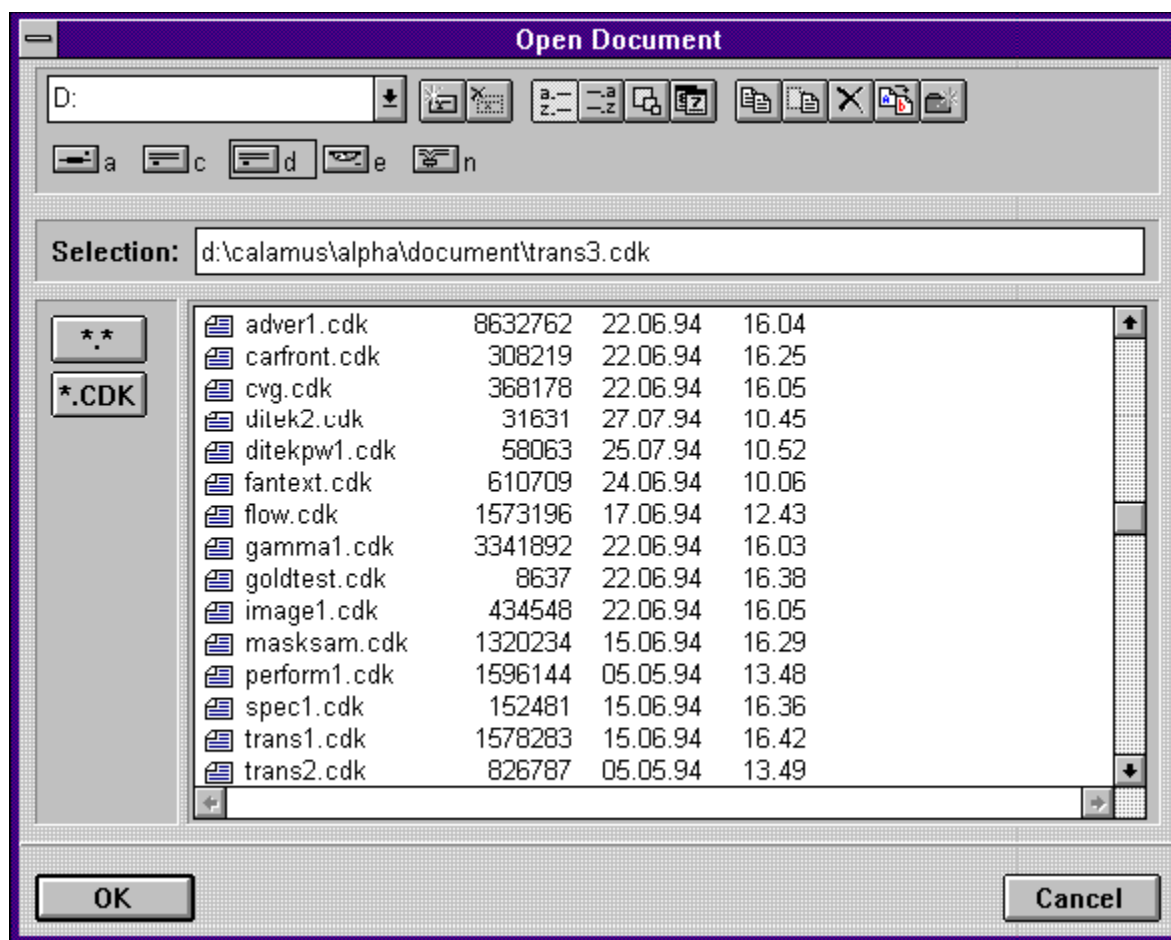 Open Document
D:
a c d e n
Selection: d:\calamus\alpha\document\trans3.cdk
*.*
*.CDK
adver1.cdk 8632762 22.06.94 16.04
carfront.cdk 308219 22.06.94 16.25
cvg.cdk 368178 22.06.94 16.05
ditek2.cdk 31631 27.07.94 10.45
ditekpw1.cdk 58063 25.07.94 10.52
fantext.cdk 610709 24.06.94 10.06
flow.cdk 1573196 17.06.94 12.43
gamma1.cdk 3341892 22.06.94 16.03
goldtest.cdk 8637 22.06.94 16.38
image1.cdk 434548 22.06.94 16.05
masksam.cdk 1320234 15.06.94 16.29
perform1.cdk 1596144 05.05.94 13.48
spec1.cdk 152481 15.06.94 16.36
trans1.cdk 1578283 15.06.94 16.42
trans2.cdk 826787 05.05.94 13.49
OK Cancel